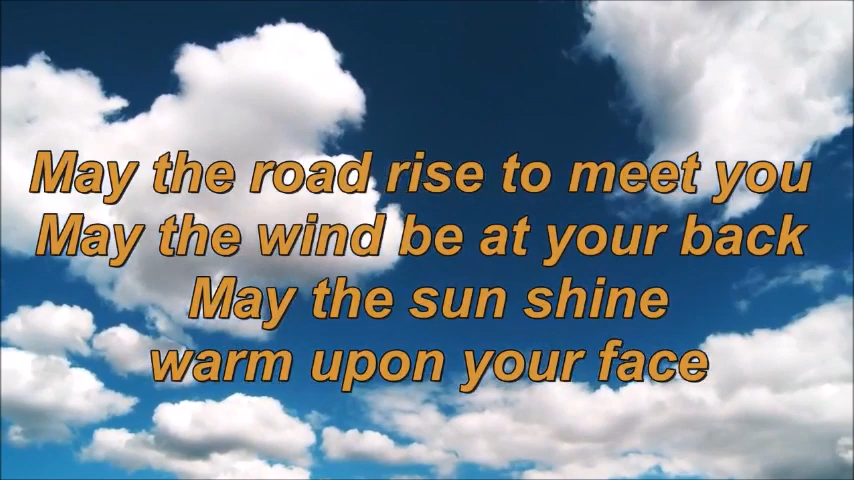 May the road rise to meet you
May the wind be at your back
May the sun shine
warm upon your face